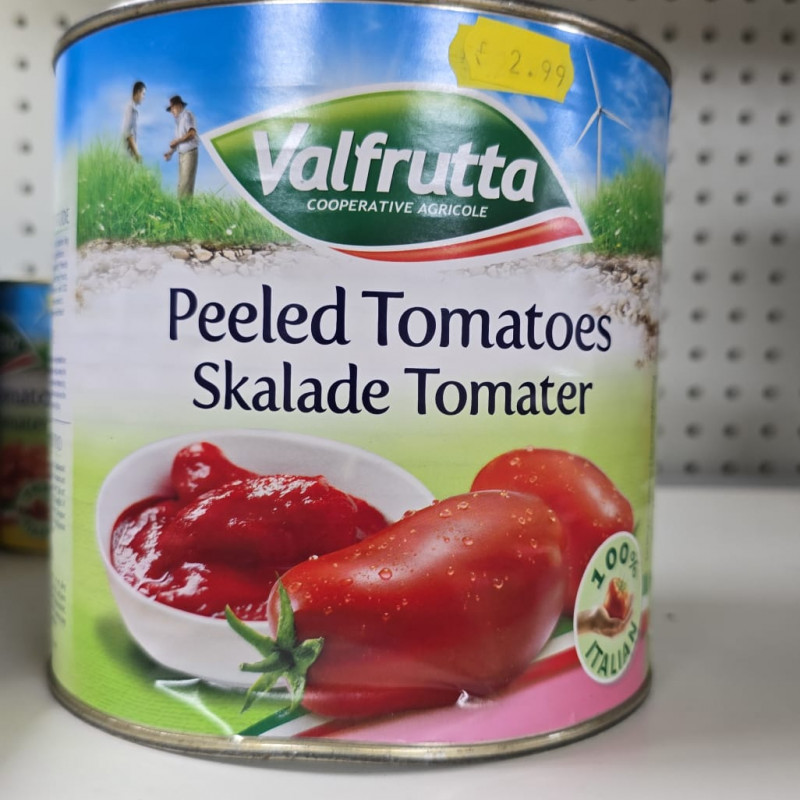 £ 2.99
Valfrutta
COOPERATIVE AGRICOLE
Peeled Tomatoes
Skalade Tomater
100%
ITALIAN